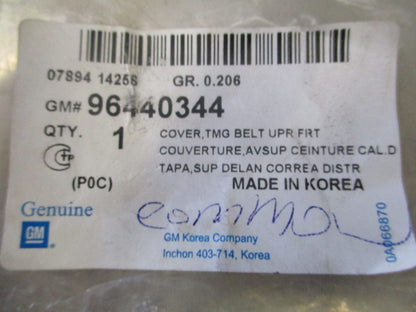 07894 14256 GR. 0.206
GM# 96440344
QTY. 1 COVER,TMG BELT UPR FRT
COUVERTURE,AVSUP CEINTURE CAL.D
TAPA,SUP DELAN CORREA DISTR
(P0C) MADE IN KOREA
Genuine
GM
GM Korea Company
Inchon 403-714, Korea
0A066870